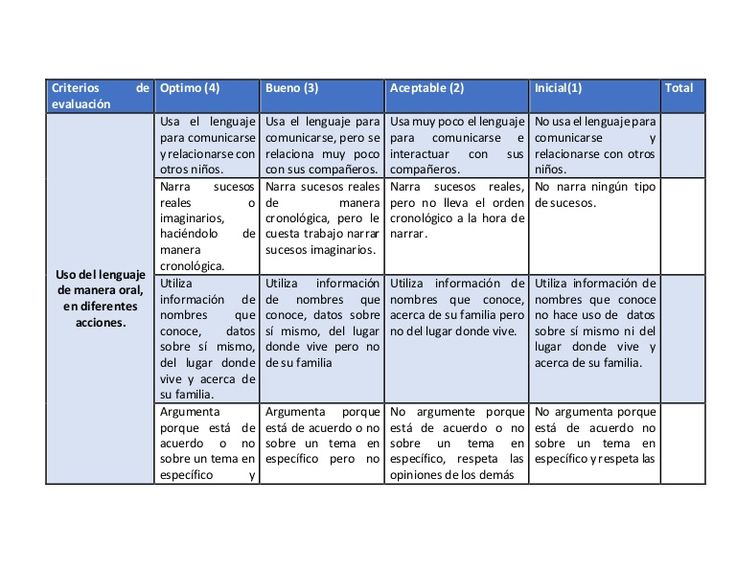 Criterios de evaluación
Optimo (4)
Bueno (3)
Aceptable (2)
Inicial(1)
Total
Uso del lenguaje
de manera oral,
en diferentes
acciones.
Usa el lenguaje
para comunicarse
y relacionarse con
otros niños.
Usa el lenguaje para
comunicarse, pero se
relaciona muy poco
con sus compañeros.
Usa muy poco el lenguaje
para comunicarse e
interactuar con sus
compañeros.
No usa el lenguaje para
comunicarse y
relacionarse con otros
niños.
Narra sucesos
reales o
imaginarios,
haciéndolo de
manera
cronológica.
Narra sucesos reales
de manera
cronológica, pero le
cuesta trabajo narrar
sucesos imaginarios.
Narra sucesos reales,
pero no lleva el orden
cronológico a la hora de
narrar.
No narra ningún tipo
de sucesos.
Utiliza
información de
nombres que
conoce, datos
sobre sí mismo,
del lugar donde
vive y acerca de
su familia.
Utiliza información
de nombres que
conoce, datos sobre
sí mismo, del lugar
donde vive pero no
de su familia
Utiliza información de
nombres que conoce,
acerca de su familia pero
no del lugar donde vive.
Utiliza información de
nombres que conoce
no hace uso de datos
sobre sí mismo ni del
lugar donde vive y
acerca de su familia.
Argumenta
porque está de
acuerdo o no
sobre un tema en
específico y
Argumenta porque
está de acuerdo o no
sobre un tema en
específico pero no
No argumente porque
está de acuerdo o no
sobre un tema en
específico, respeta las
opiniones de los demás
No argumenta porque
está de acuerdo no
sobre un tema en
específico y respeta las